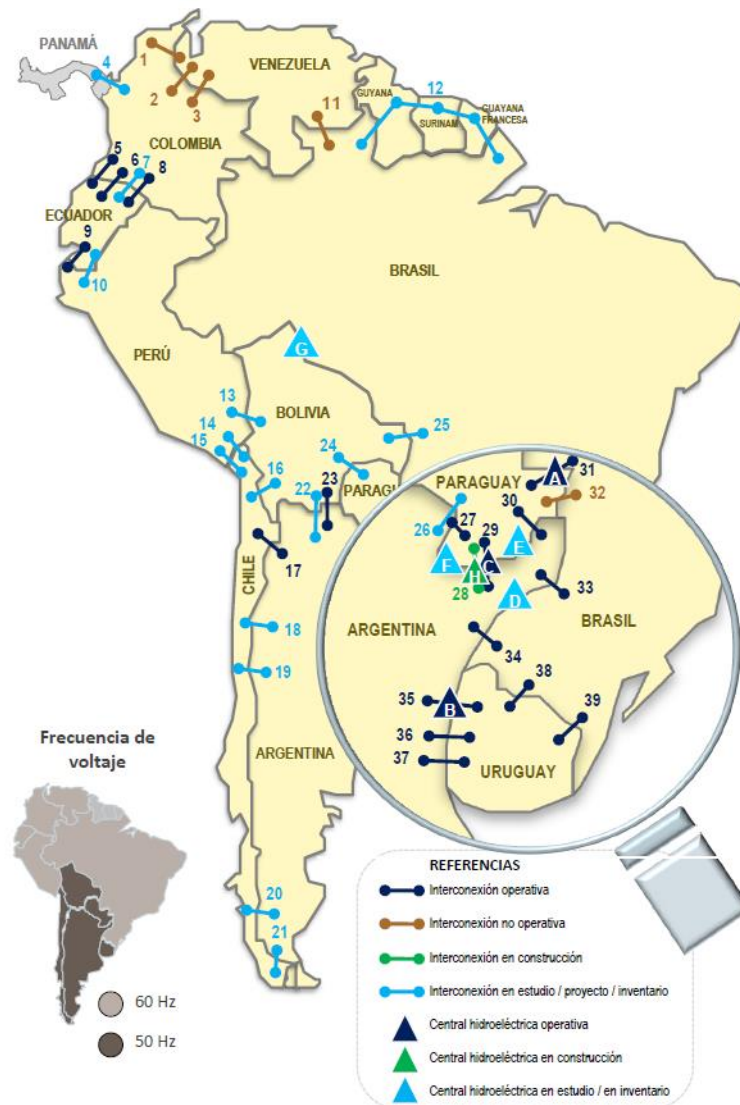 PANAMÁ
4
1
VENEZUELA
2
3
11
GUYANA
12
SURINAM
GUAYANA
FRANCESA
COLOMBIA
5
6
7
8
ECUADOR
9
10
BRASIL
PERÚ
G
13
BOLIVIA
14
15
16
24
25
22
23
PARAGU
17
CHILE
18
19
ARGENTINA
20
21
PARAGUAY
A
31
32
30
26
27
29
E
F
C
H
28
D
33
BRASIL
ARGENTINA
34
35
B
38
39
36
37
URUGUAY
Frecuencia de
voltaje
60 Hz
50 Hz
REFERENCIAS
Interconexión operativa
Interconexión no operativa
Interconexión en construcción
Interconexión en estudio / proyecto / inventario
Central hidroeléctrica operativa
Central hidroeléctrica en construcción
Central hidroeléctrica en estudio / en inventario